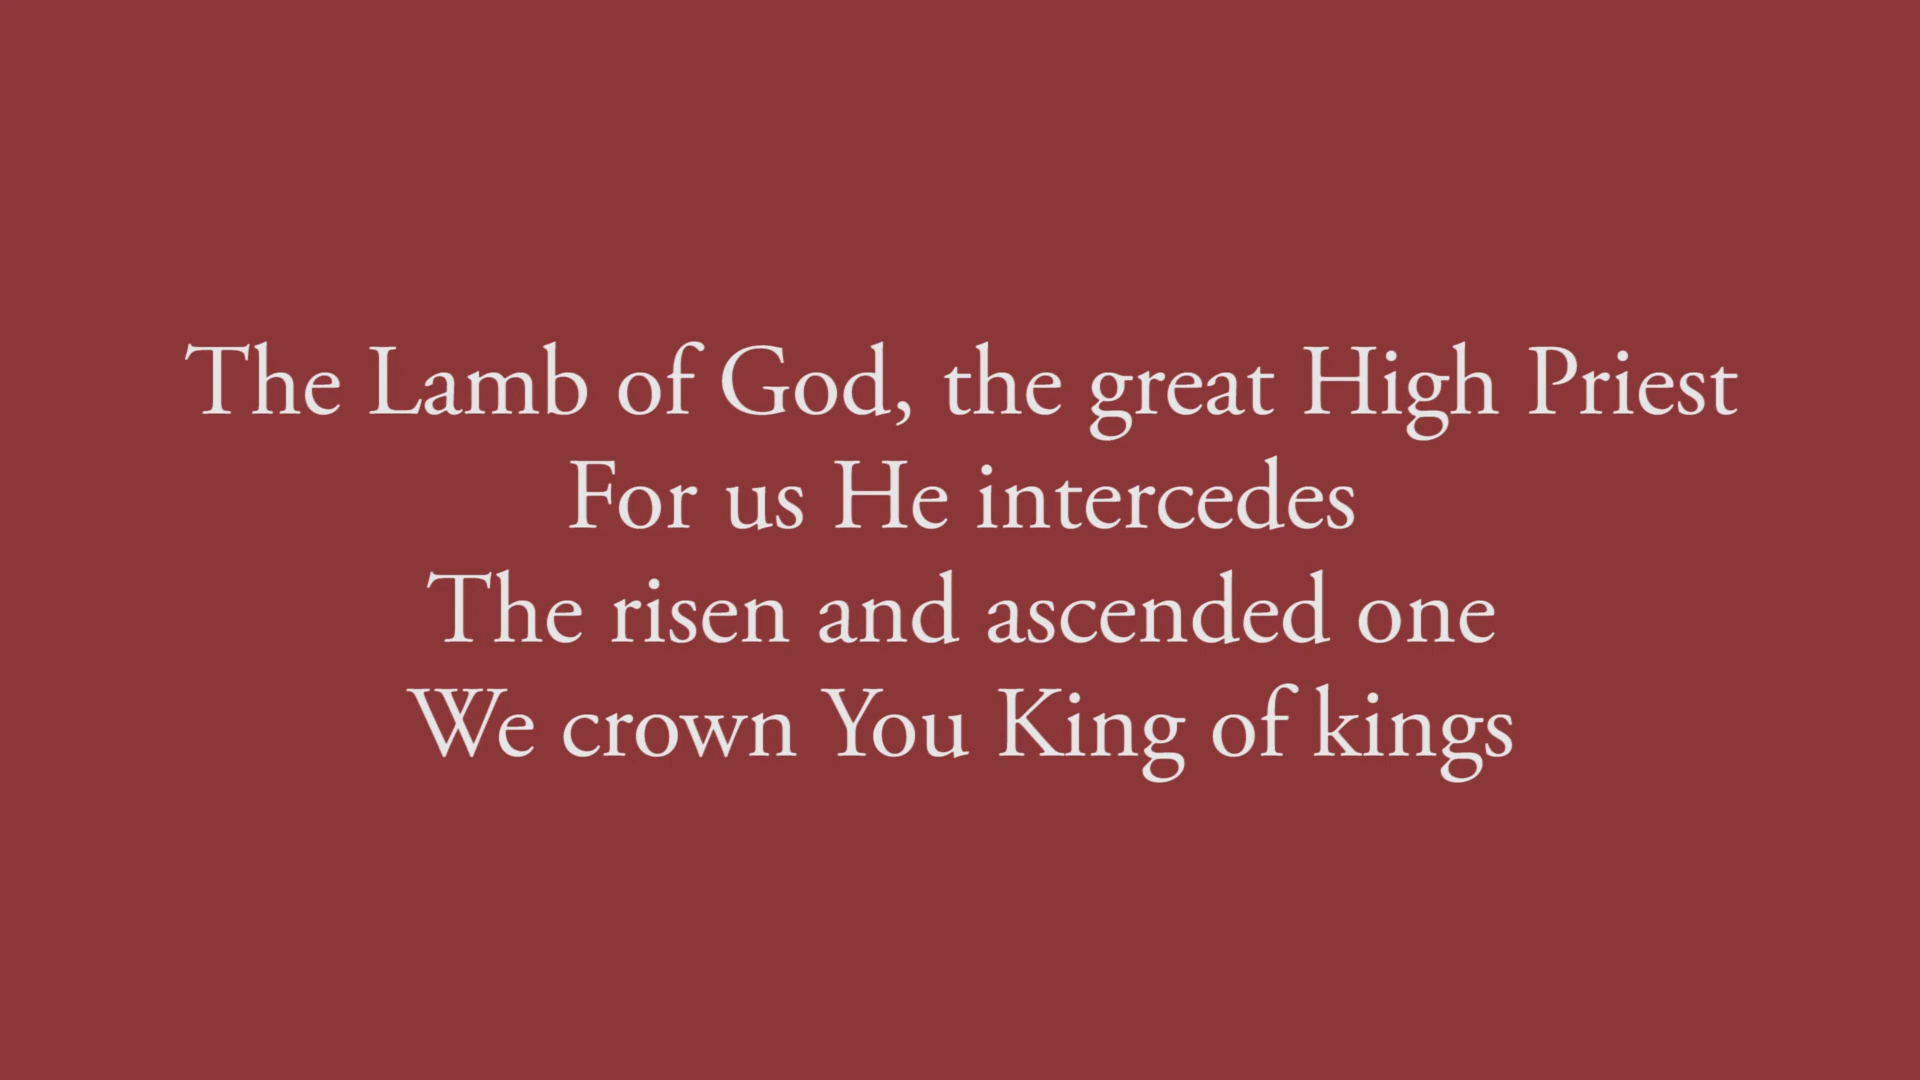 The Lamb of God, the great High Priest
For us He intercedes
The risen and ascended one
We crown You King of kings